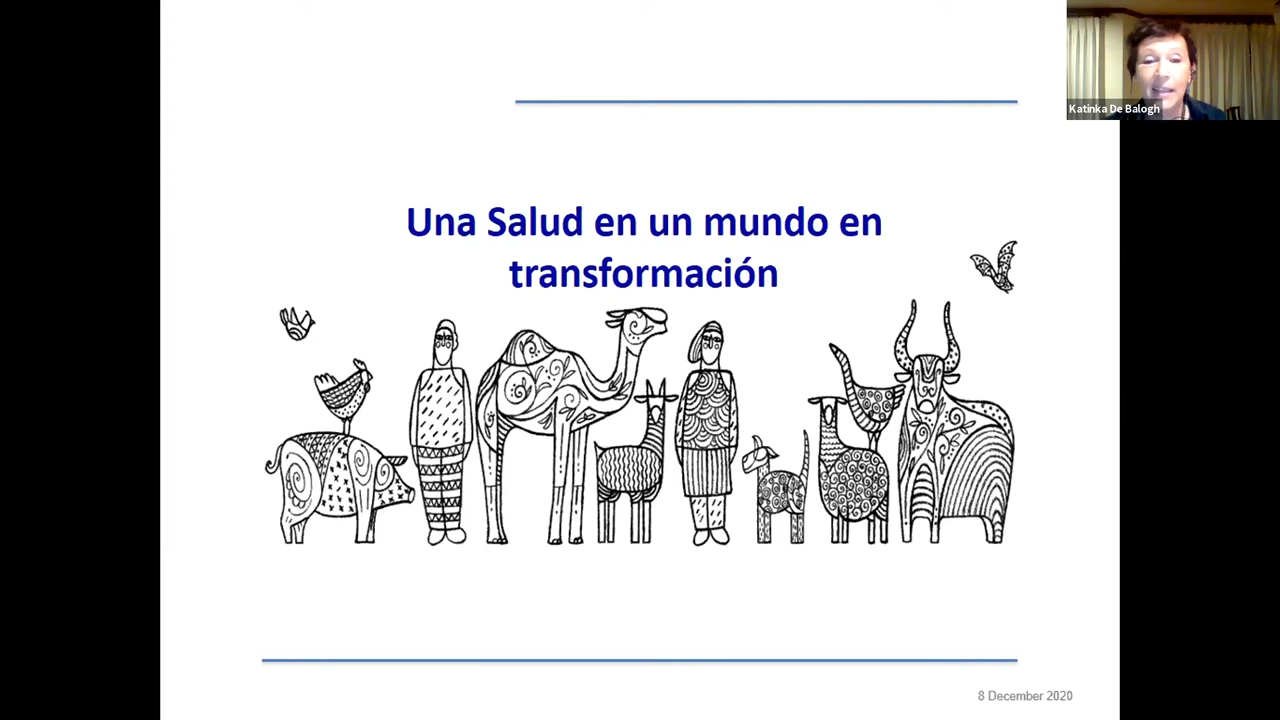 Katinka De Balogh
Una Salud en un mundo en
transformación
8 December 2020